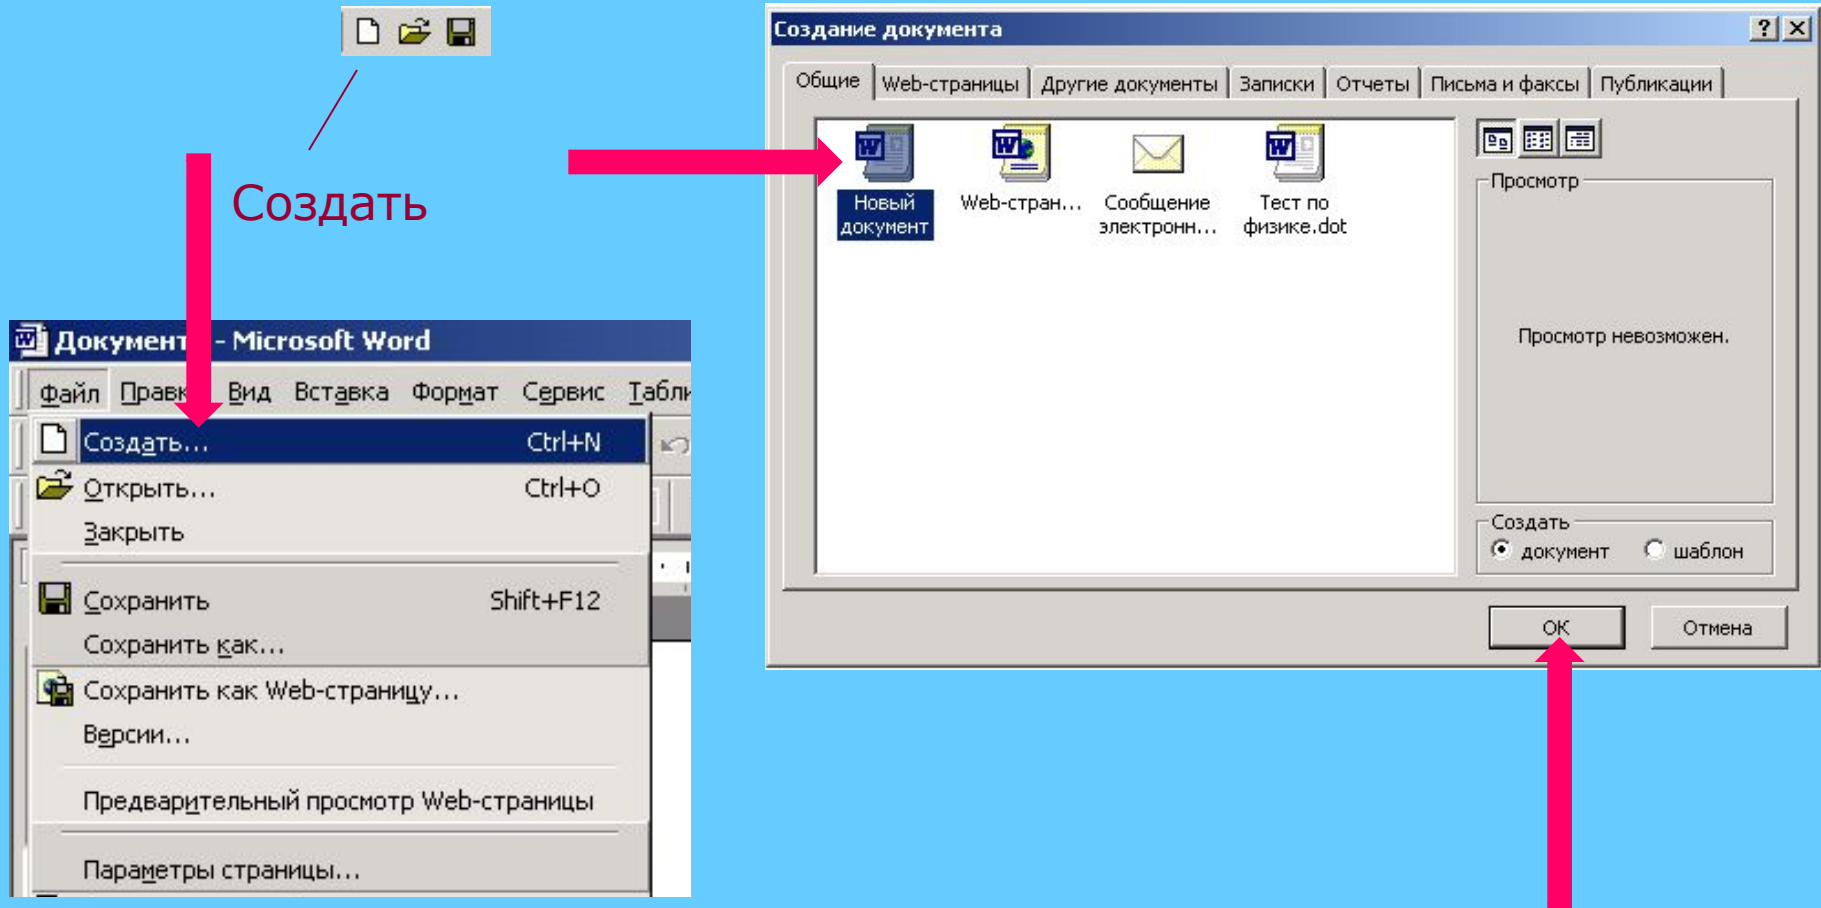 Создать
Создание документа
Общие Web-страницы Другие документы Записки Отчеты Письма и факсы Публикации
Новый документ
Web-стран...
Сообщение электронн...
Тест по физике.dot
Просмотр
Просмотр невозможен.
Создать
документ шаблон
ОК Отмена
- Microsoft Word
Файл Вид Вставка Формат Сервис
Создать... Ctrl+N
Открыть... Ctrl+O
Закрыть
Сохранить Shift+F12
Сохранить как...
Сохранить как Web-страницу...
Версии...
Предварительный просмотр Web-страницы
Параметры страницы...